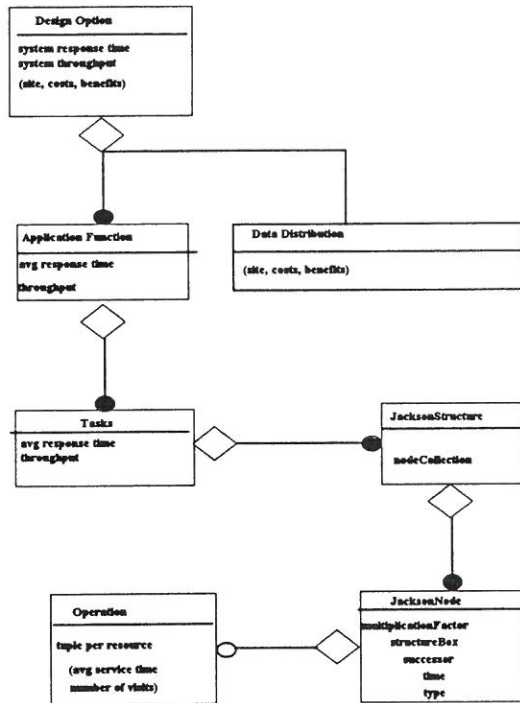 Design Option
system response time
system throughput
(site, costs, benefits)
Application Function
avg response time
throughput
Data Distribution
(site, costs, benefits)
Tasks
avg response time
throughput
JacksonStructure
nodeCollection
Operation
tuple per resource
(avg service time
number of visits)
JacksonNode
multiplicationFactor
structureBox
successor
time
type